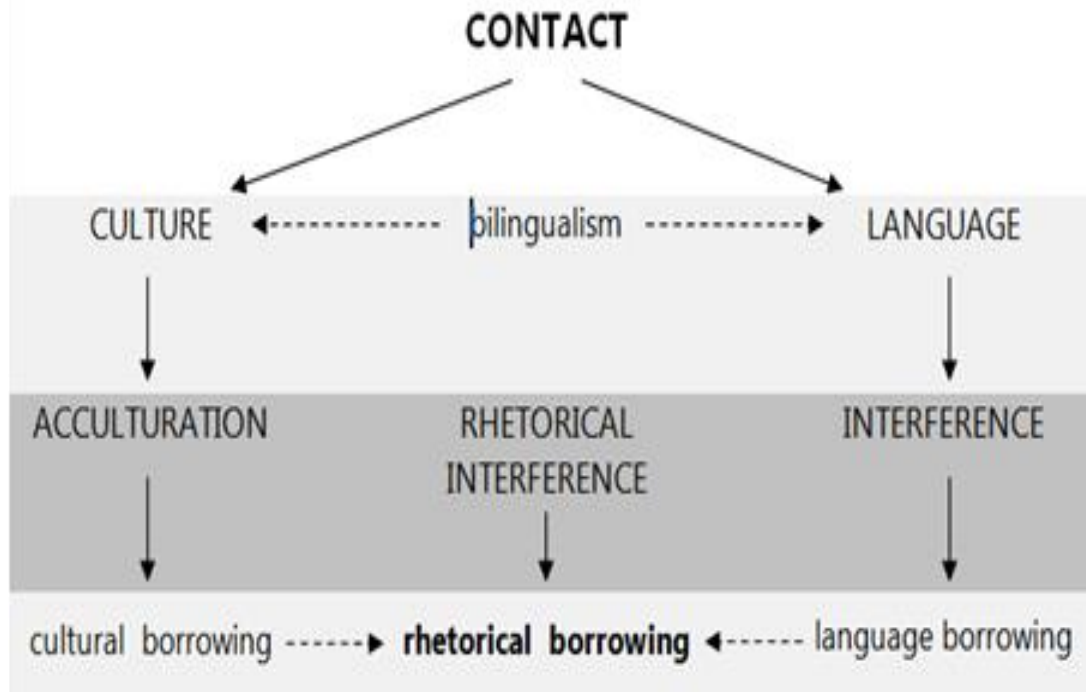 CONTACT
CULTURE bilingualism LANGUAGE
ACCULTURATION RHETORICAL INTERFERENCE
INTERFERENCE
cultural borrowing rhetorical borrowing language borrowing